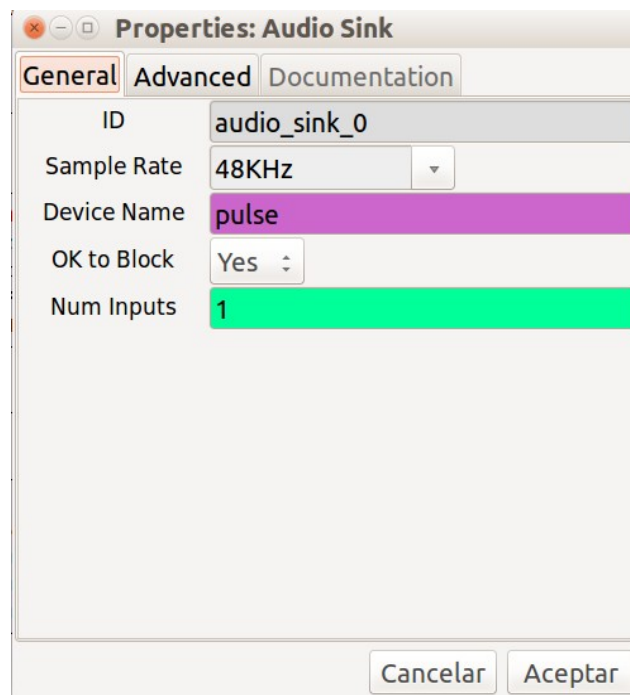 Properties: Audio Sink
General Advanced Documentation
ID audio_sink_0
Sample Rate 48KHz
Device Name pulse
OK to Block Yes
Num Inputs 1
Cancelar Aceptar